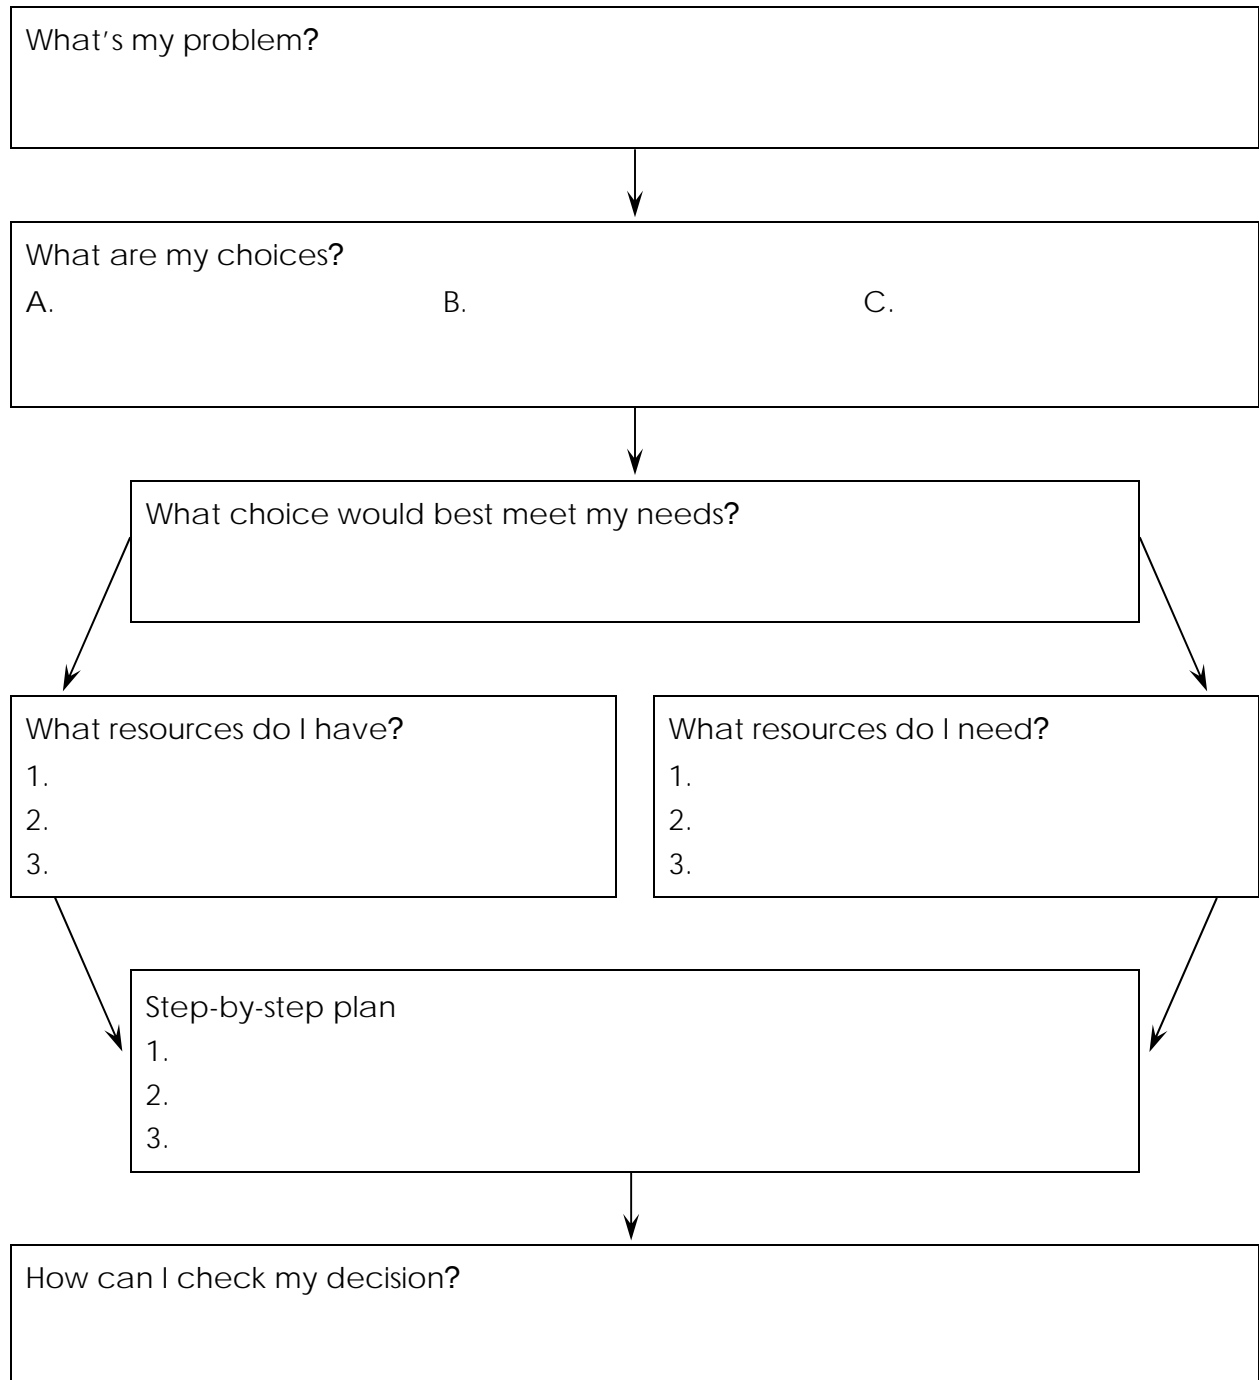 What's my problem?
What are my choices?
A. B. C.
What choice would best meet my needs?
What resources do I have?
1.
2.
3.
What resources do I need?
1.
2.
3.
Step-by-step plan
1.
2.
3.
How can I check my decision?